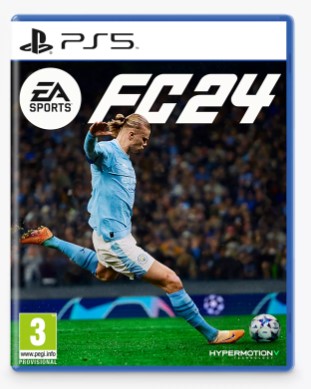 PS5
EA
SPORTS
FC24
3
www.pegi.info
PROVISIONAL
HYPERMOTIONV